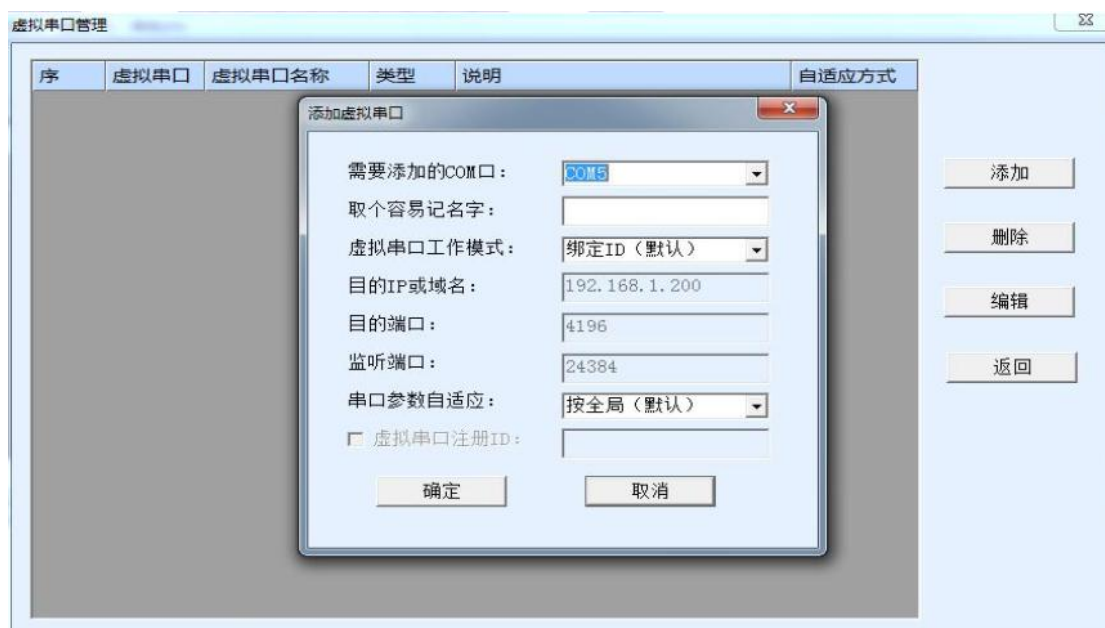 虚拟串口管理
序 虚拟串口 虚拟串口名称 类型 说明 自适应方式
添加虚拟串口
需要添加的COM口： COM5
取个容易记名字：
虚拟串口工作模式： 绑定ID（默认）
目的IP或域名： 192.168.1.200
目的端口： 4196
监听端口： 24384
串口参数自适应： 按全局（默认）
虚拟串口注册ID：
确定 取消
添加
删除
编辑
返回